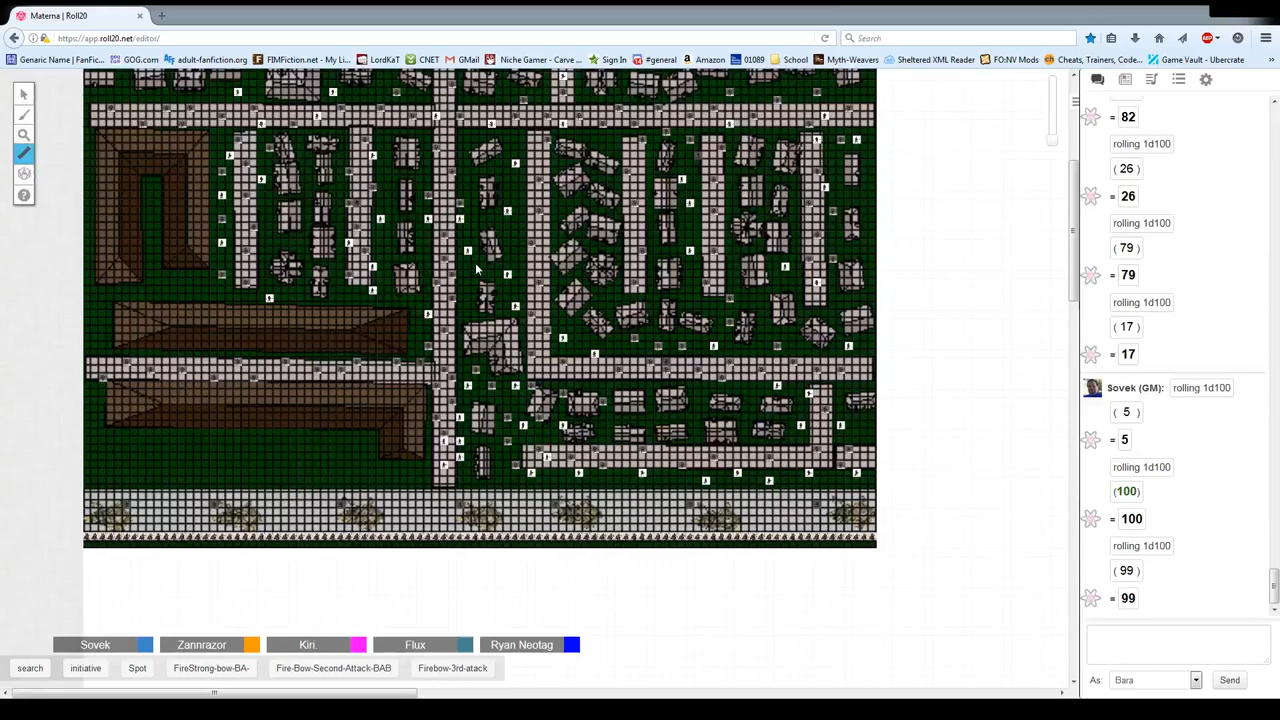 Materna | Roll20
https://app.roll20.net/editor/
Search
Generic Name | FanFic...
GOG.com
adult-fanfiction.org
FIMFiction.net - My Li...
LordKaT
CNET
GMail
Niche Gamer - Carve ...
Sign In
#general
Amazon
01089
School
Myth-Weavers
Sheltered XML Reader
FO:NV Mods
Cheats, Trainers, Code...
Game Vault - Ubercrate
= 82
rolling 1d100
( 26 )
= 26
rolling 1d100
( 79 )
= 79
rolling 1d100
( 17 )
= 17
Sovek (GM): rolling 1d100
( 5 )
= 5
rolling 1d100
(100)
= 100
rolling 1d100
( 99 )
= 99
Sovek
Zannrazor
Kiri.
Flux
Ryan Neotag
search
initiative
Spot
FireStrong-bow-BA-
Fire-Bow-Second-Attack-BAB
Firebow-3rd-atack
As: Bara
Send